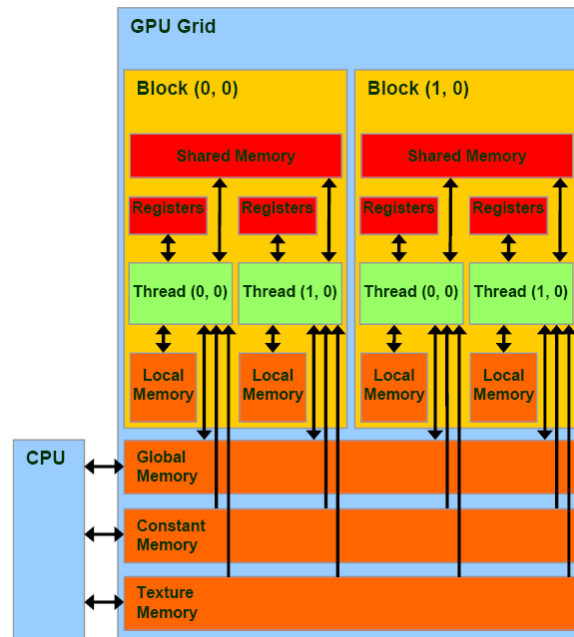 GPU Grid
Block (0, 0)
Shared Memory
Registers
Registers
Thread (0, 0)
Thread (1, 0)
Local
Memory
Local
Memory
Block (1, 0)
Shared Memory
Registers
Registers
Thread (0, 0)
Thread (1, 0)
Local
Memory
Local
Memory
CPU
Global
Memory
Constant
Memory
Texture
Memory